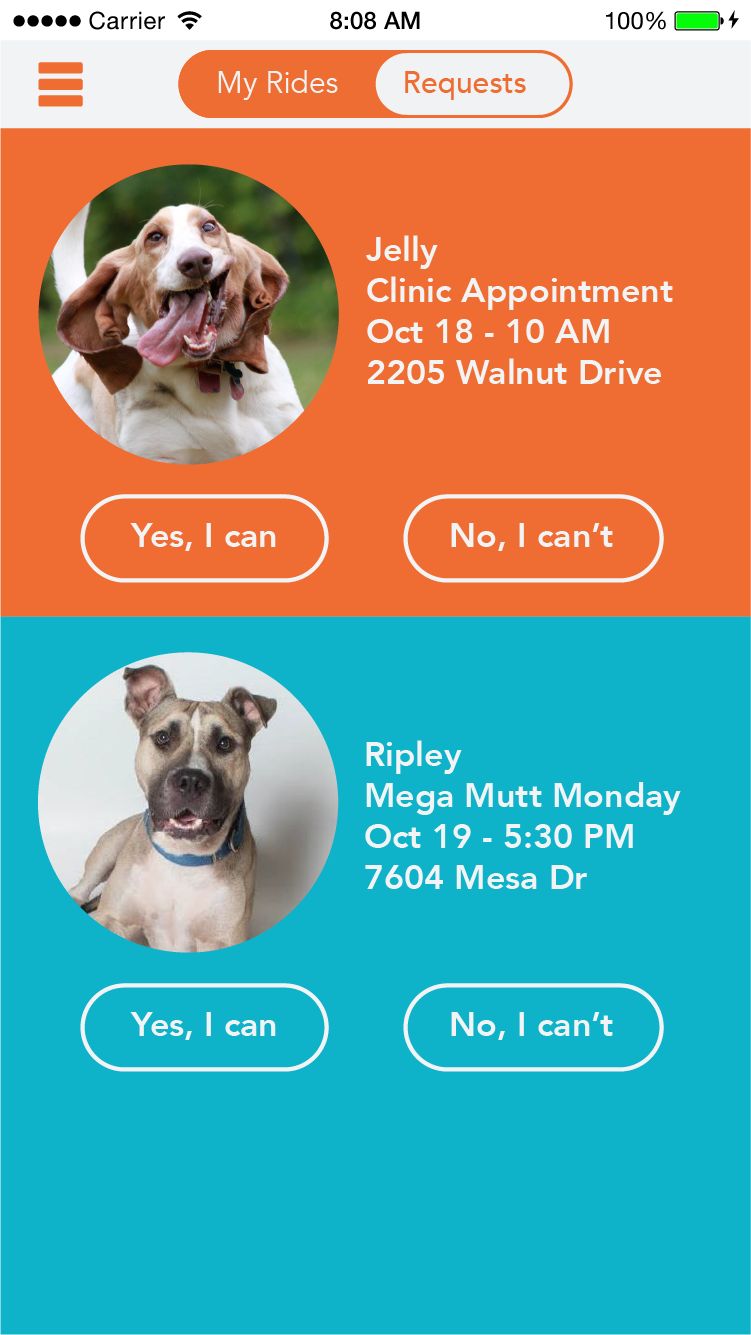 Carrier 8:08 AM 100%
My Rides Requests
Jelly
Clinic Appointment
Oct 18 - 10 AM
2205 Walnut Drive
Yes, I can No, I can’t
Ripley
Mega Mutt Monday
Oct 19 - 5:30 PM
7604 Mesa Dr
Yes, I can No, I can’t